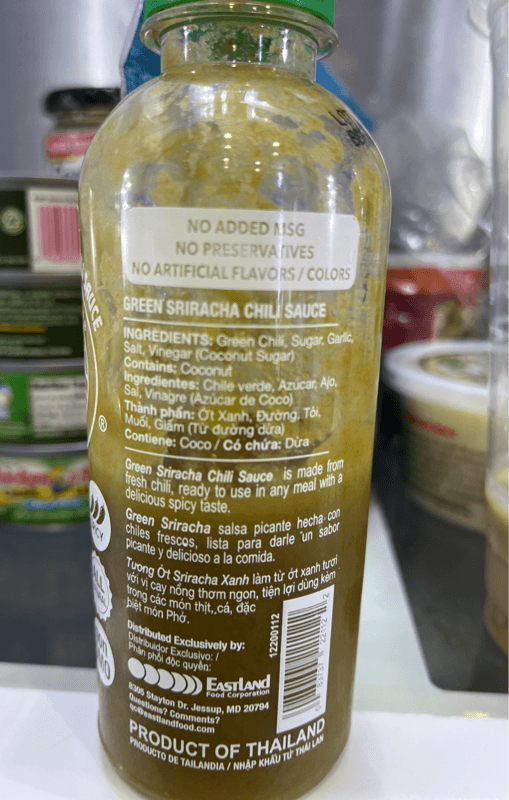 NO ADDED MSG
NO PRESERVATIVES
NO ARTIFICIAL FLAVORS / COLORS
GREEN SRIRACHA CHILI SAUCE
INGREDIENTS: Green Chili, Sugar, Garlic,
Salt, Vinegar (Coconut Sugar)
Contains: Coconut
Ingredientes: Chile verde, Azúcar, Ajo,
Sal, Vinagre (Azúcar de Coco)
Thành phần: Ớt Xanh, Đường, Tỏi,
Muối, Giấm (Từ đường dừa)
Contiene: Coco / Có chứa: Dừa
Green Sriracha Chili Sauce is made from
fresh chili, ready to use in any meal with a
delicious spicy taste.
Green Sriracha salsa picante hecha con
chiles frescos, lista para darle un sabor
picante y delicioso a la comida.
Tương Ớt Sriracha Xanh làm từ ớt xanh tươi
với vị cay nồng thơm ngon, tiện lợi dùng kèm
trong các món thịt, cá, đặc
biệt món Phở.
Distributed Exclusively by:
Distribuidor Exclusivo: /
Phân phối độc quyền:
EASTLAND
Food Corporation
8305 Stayton Dr. Jessup, MD 20794
Questions? Comments?
qc@eastlandfood.com
12200112
PRODUCT OF THAILAND
PRODUCTO DE TAILANDIA / NHẬP KHẨU TỪ THÁI LAN
SAUCE
®
ALL